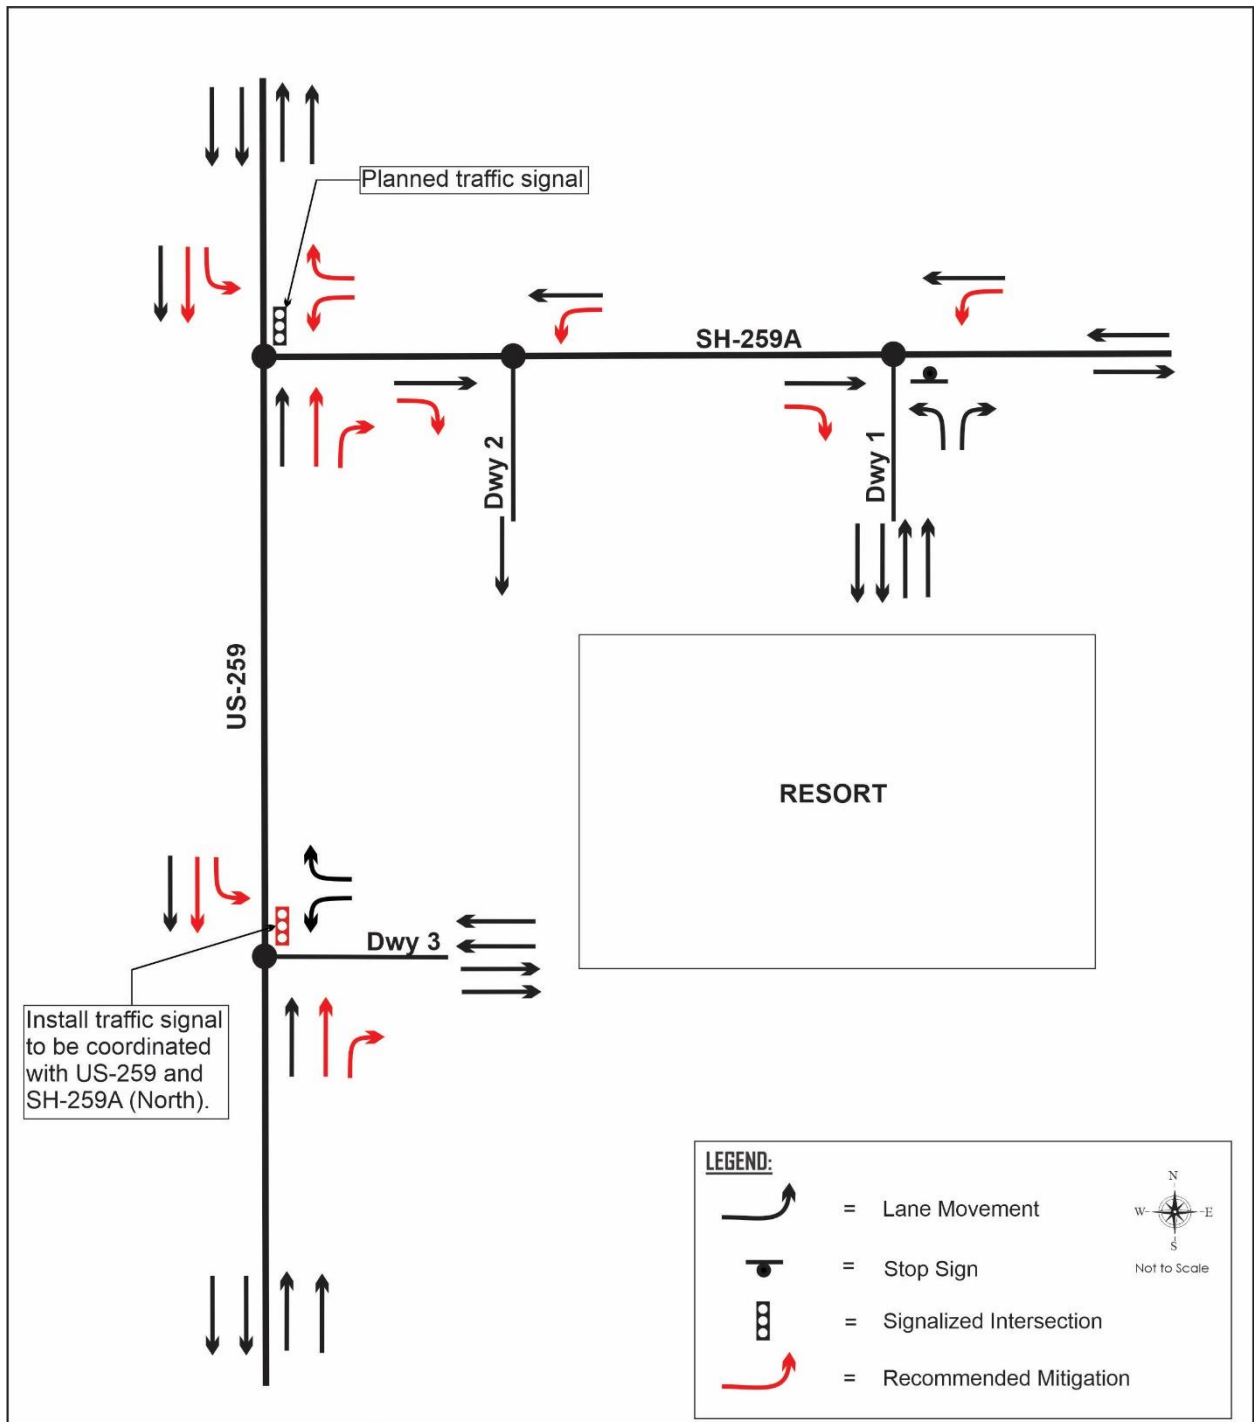 Planned traffic signal
SH-259A
Dwy 2
Dwy 1
US-259
RESORT
Dwy 3
Install traffic signal
to be coordinated
with US-259 and
SH-259A (North).
LEGEND:
= Lane Movement
= Stop Sign
= Signalized Intersection
= Recommended Mitigation
N
W E
S
Not to Scale